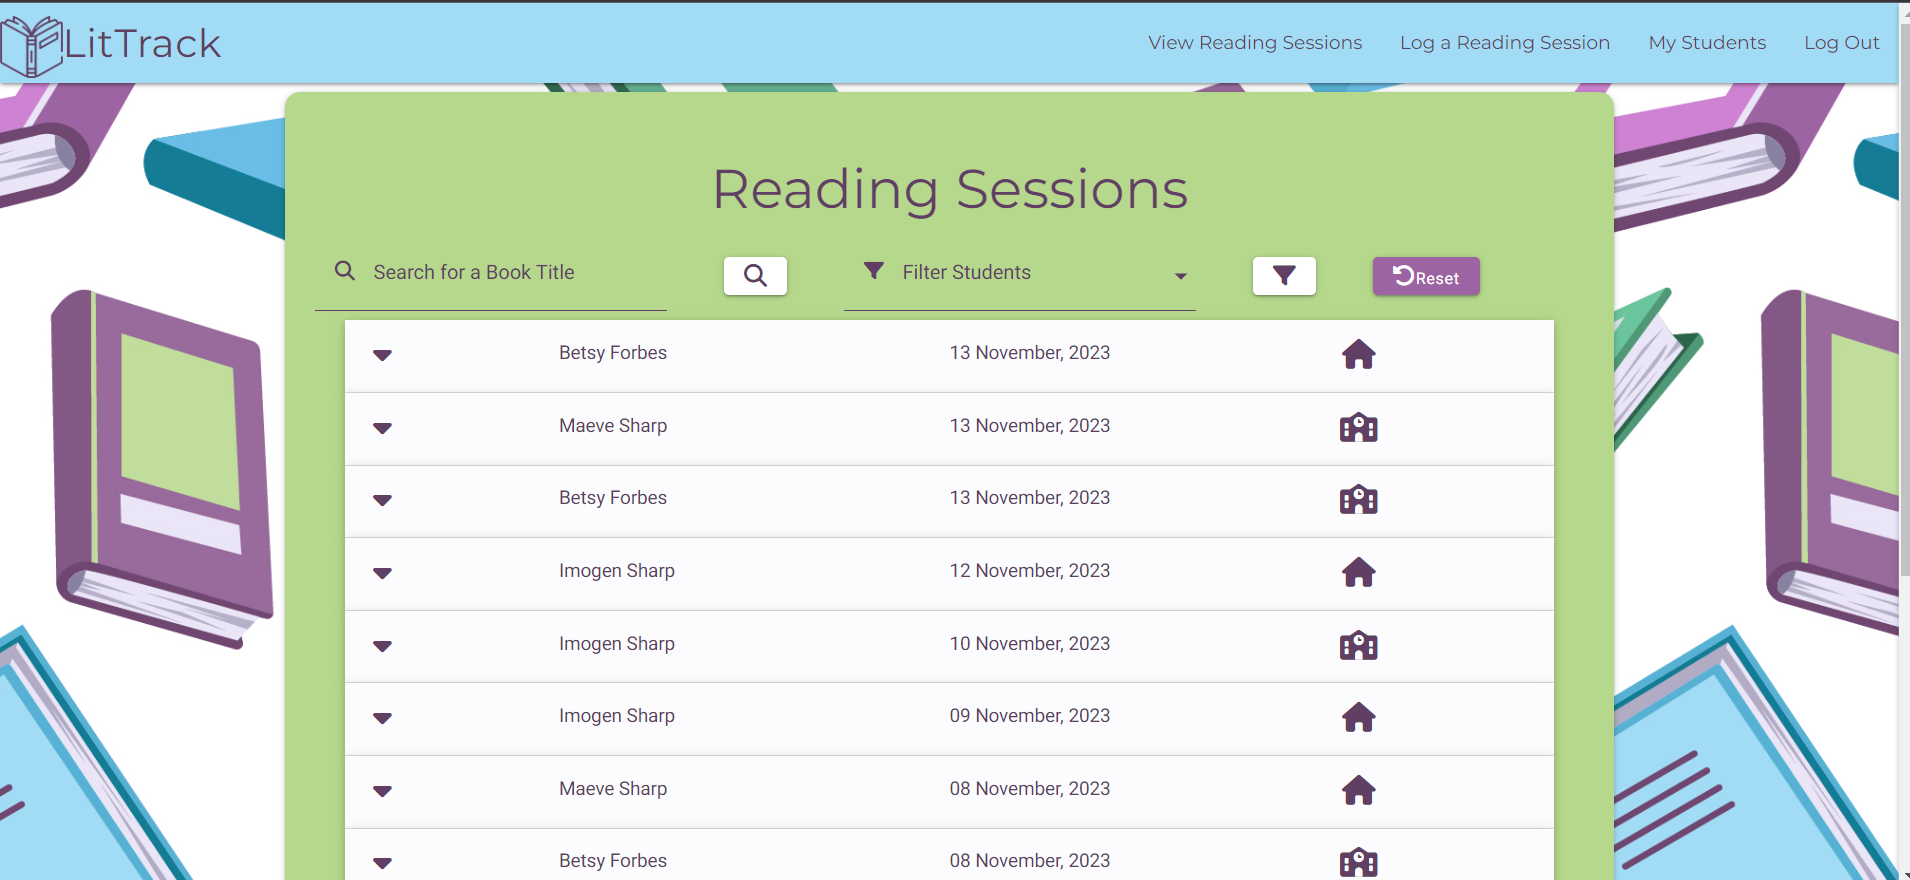 LitTrack
View Reading Sessions Log a Reading Session My Students Log Out
Reading Sessions
Search for a Book Title Filter Students Reset
Betsy Forbes 13 November, 2023
Maeve Sharp 13 November, 2023
Betsy Forbes 13 November, 2023
Imogen Sharp 12 November, 2023
Imogen Sharp 10 November, 2023
Imogen Sharp 09 November, 2023
Maeve Sharp 08 November, 2023
Betsy Forbes 08 November, 2023